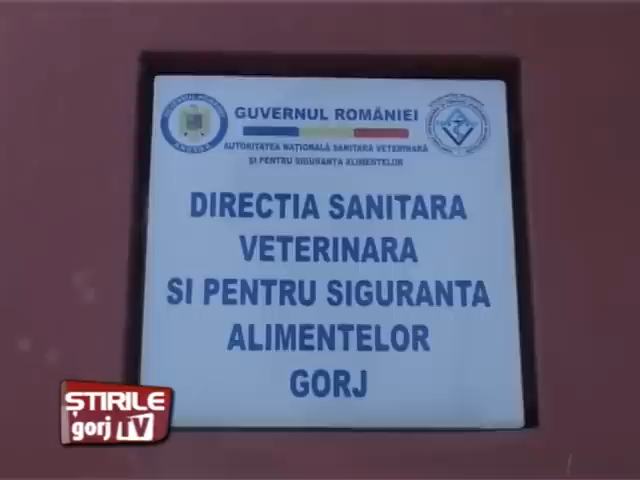 GUVERNUL ROMÂNIEI
AUTORITATEA NAȚIONALĂ SANITARA VETERINARĂ
ȘI PENTRU SIGURANȚA ALIMENTELOR
DIRECTIA SANITARA
VETERINARA
SI PENTRU SIGURANTA
ALIMENTELOR
GORJ
ȘTIRILE
gorj TV